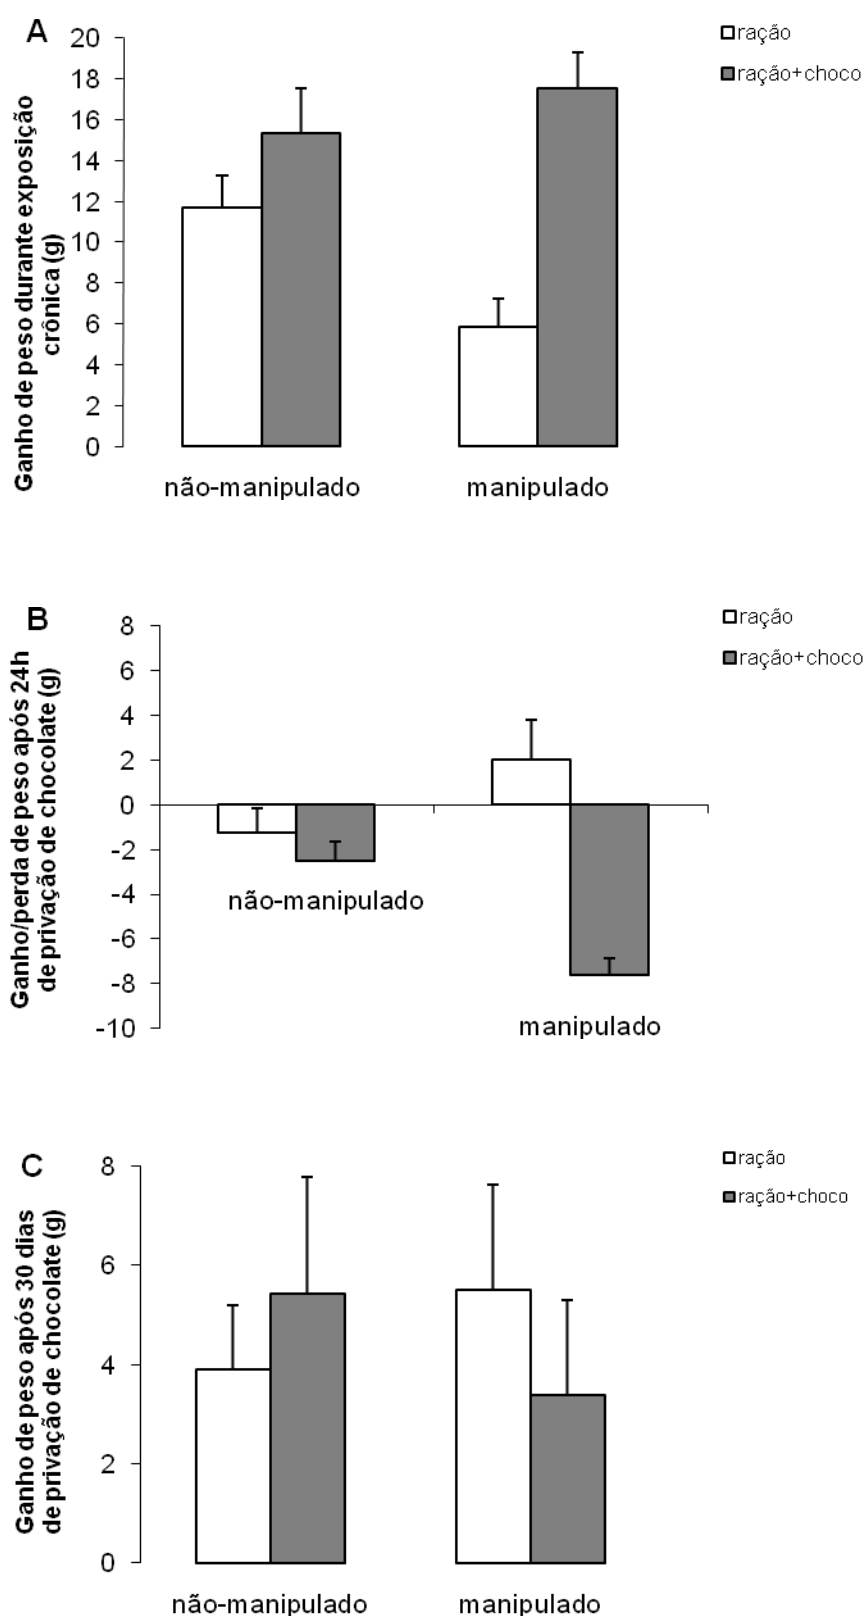 A
Ganho de peso durante exposição
crônica (g)
20
18
16
14
12
10
8
6
4
2
0
não-manipulado
manipulado
ração
ração+choco
B
Ganho/perda de peso após 24h
de privação de chocolate (g)
8
6
4
2
0
-2
-4
-6
-8
-10
não-manipulado
manipulado
ração
ração+choco
C
Ganho de peso após 30 dias
de privação de chocolate (g)
8
6
4
2
0
não-manipulado
manipulado
ração
ração+choco